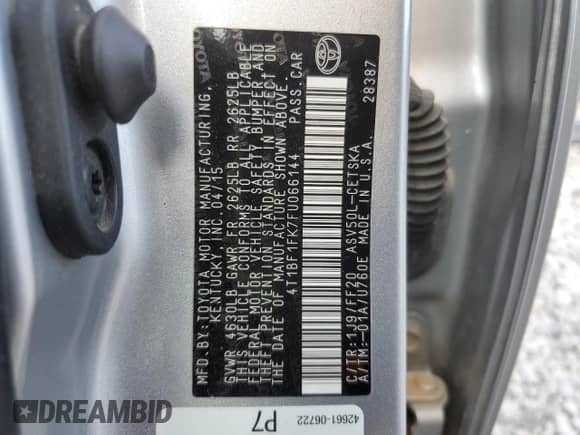 MFD. BY: TOYOTA MOTOR MANUFACTURING,
KENTUCKY, INC. 04/15
GVWR 4630LB GAWR FR 2625LB RR 2625LB
THIS VEHICLE CONFORMS TO ALL APPLICABLE
FEDERAL MOTOR VEHICLE SAFETY, BUMPER AND
THEFT PREVENTION STANDARDS IN EFFECT ON
THE DATE OF MANUFACTURE SHOWN ABOVE.
4T1BF1FK7FU066144 PASS.CAR
C/TR:1J9/FF20 ASV50L-CETSKA
A/TM:-01A/U760E MADE IN U.S.A.
28387
TOYOTA
42661-06722
P7
DREAMBID